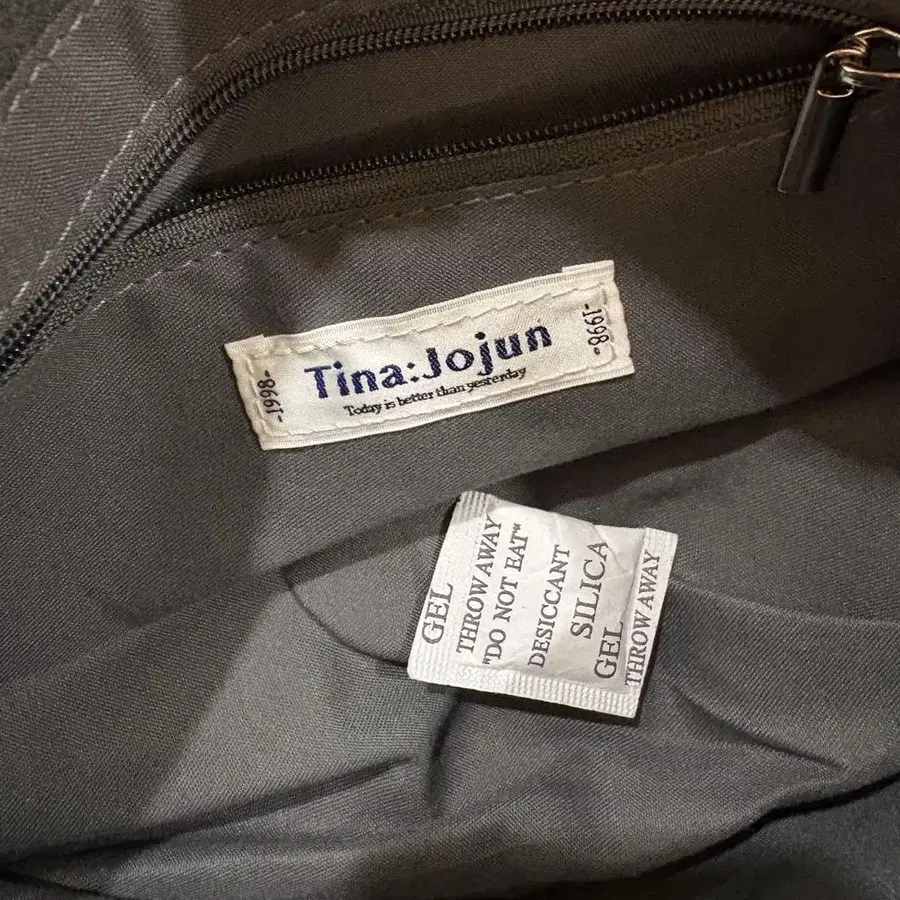 -1998-
Tina:Jojun
Today is better than yesterday
-1998-
GEL
THROW AWAY
"DO NOT EAT"
DESICCANT
SILICA
GEL
THROW AWAY